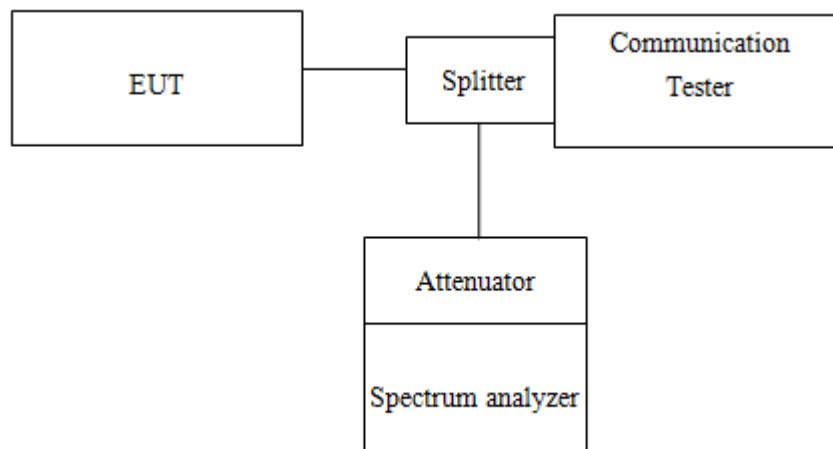 EUT
Splitter
Communication
Tester
Attenuator
Spectrum analyzer